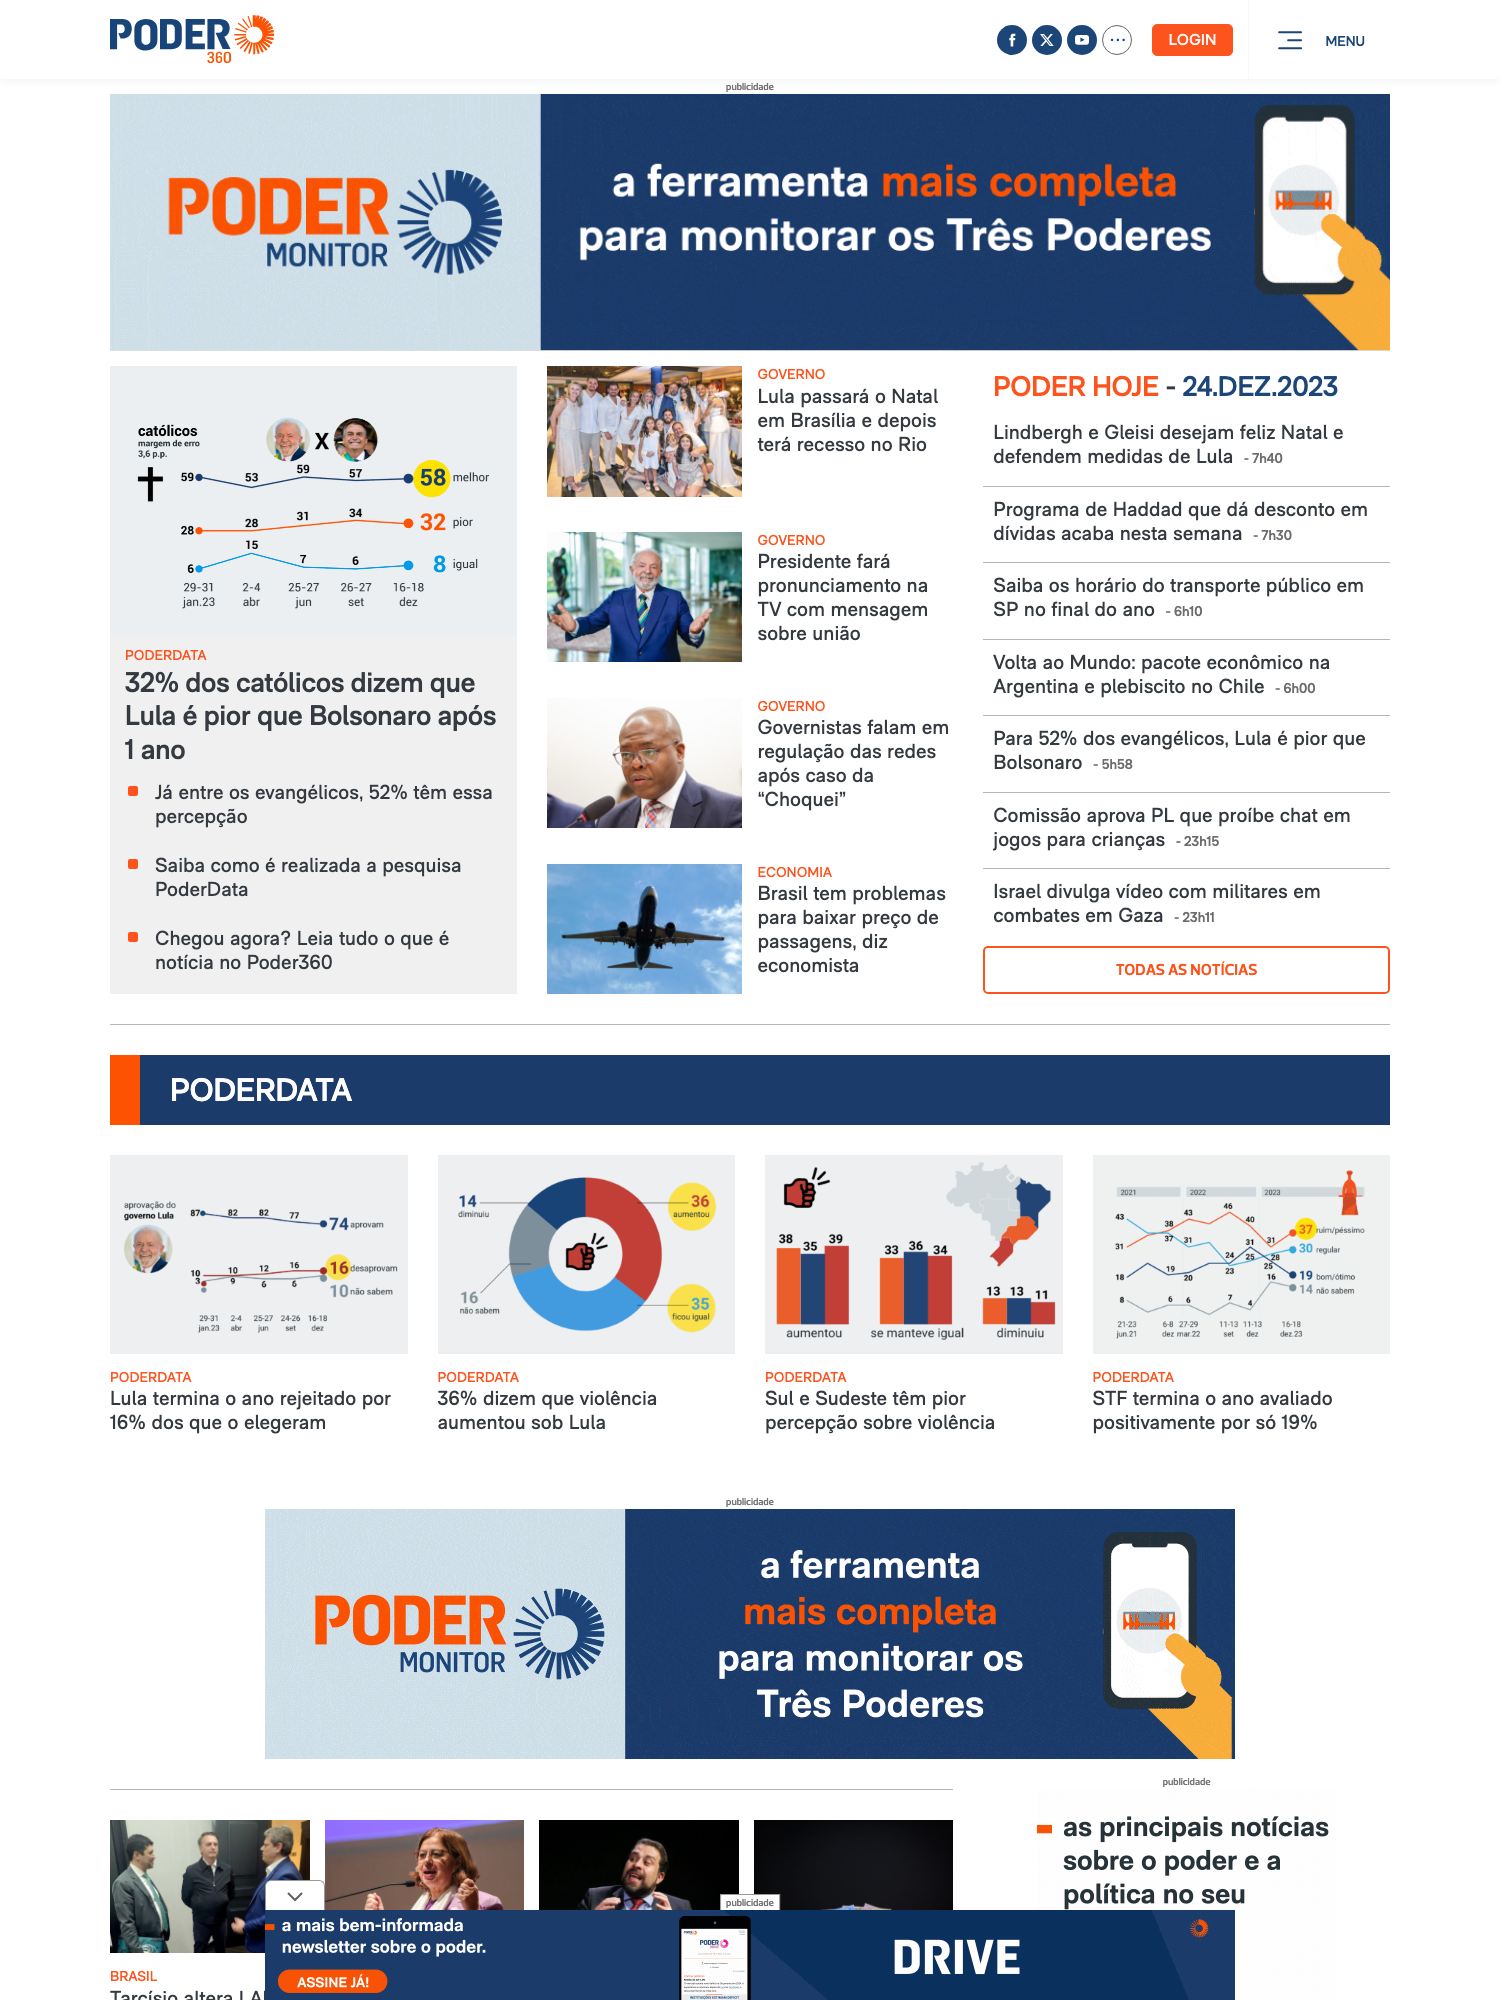 PODER
360
LOGIN
MENU
publicidade
PODER
MONITOR
a ferramenta mais completa
para monitorar os Três Poderes
católicos
margem de erro
3,6 p.p.
X
59 53 59 57 58 melhor
28 28 31 34 32 pior
6 15 7 6 8 igual
29-31 2-4 25-27 26-27 16-18
jan.23 abr jun set dez
PODERDATA
32% dos católicos dizem que
Lula é pior que Bolsonaro após
1 ano
Já entre os evangélicos, 52% têm essa
percepção
Saiba como é realizada a pesquisa
PoderData
Chegou agora? Leia tudo o que é
notícia no Poder360
GOVERNO
Lula passará o Natal
em Brasília e depois
terá recesso no Rio
GOVERNO
Presidente fará
pronunciamento na
TV com mensagem
sobre união
GOVERNO
Governistas falam em
regulação das redes
após caso da
“Choquei”
ECONOMIA
Brasil tem problemas
para baixar preço de
passagens, diz
economista
PODER HOJE - 24.DEZ.2023
Lindbergh e Gleisi desejam feliz Natal e
defendem medidas de Lula - 7h40
Programa de Haddad que dá desconto em
dívidas acaba nesta semana - 7h30
Saiba os horário do transporte público em
SP no final do ano - 6h10
Volta ao Mundo: pacote econômico na
Argentina e plebiscito no Chile - 6h00
Para 52% dos evangélicos, Lula é pior que
Bolsonaro - 5h58
Comissão aprova PL que proíbe chat em
jogos para crianças - 23h15
Israel divulga vídeo com militares em
combates em Gaza - 23h11
TODAS AS NOTÍCIAS
PODERDATA
aprovação do
governo Lula
87 82 82 77 74 aprovam
10 10 12 16 16 desaprovam
3 9 6 6 10 não sabem
29-31 2-4 25-27 24-26 16-18
jan.23 abr jun set dez
PODERDATA
Lula termina o ano rejeitado por
16% dos que o elegeram
14
diminuiu
36
aumentou
16
não sabem
35
ficou igual
PODERDATA
36% dizem que violência
aumentou sob Lula
38 35 39
33 36 34
13 13 11
aumentou se manteve igual diminuiu
PODERDATA
Sul e Sudeste têm pior
percepção sobre violência
2021 2022 2023
43 38 43 46 40 31 37 ruim/péssimo
31 37 31 24 31 28 30 regular
18 19 20 23 25 25 19 bom/ótimo
8 6 6 7 4 16 14 não sabem
21-23 6-8 27-29 11-13 11-13 16-18
jun.21 dez mar.22 set dez dez.23
PODERDATA
STF termina o ano avaliado
positivamente por só 19%
publicidade
PODER
MONITOR
a ferramenta
mais completa
para monitorar os
Três Poderes
publicidade
as principais notícias
sobre o poder e a
política no seu
publicidade
a mais bem-informada
newsletter sobre o poder.
ASSINE JÁ!
PODER
DRIVE
BRASIL
Tarcísio altera